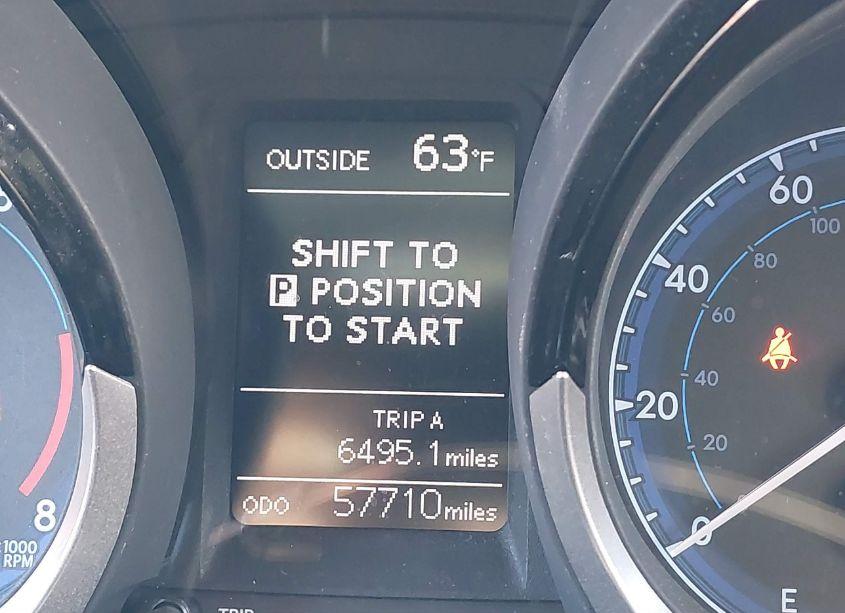 OUTSIDE 63°F
SHIFT TO
P POSITION
TO START
TRIP A
6495.1 miles
ODO 57710 miles
8
1000
RPM
60
40
20
0
100
80
60
40
20
E
TRIP